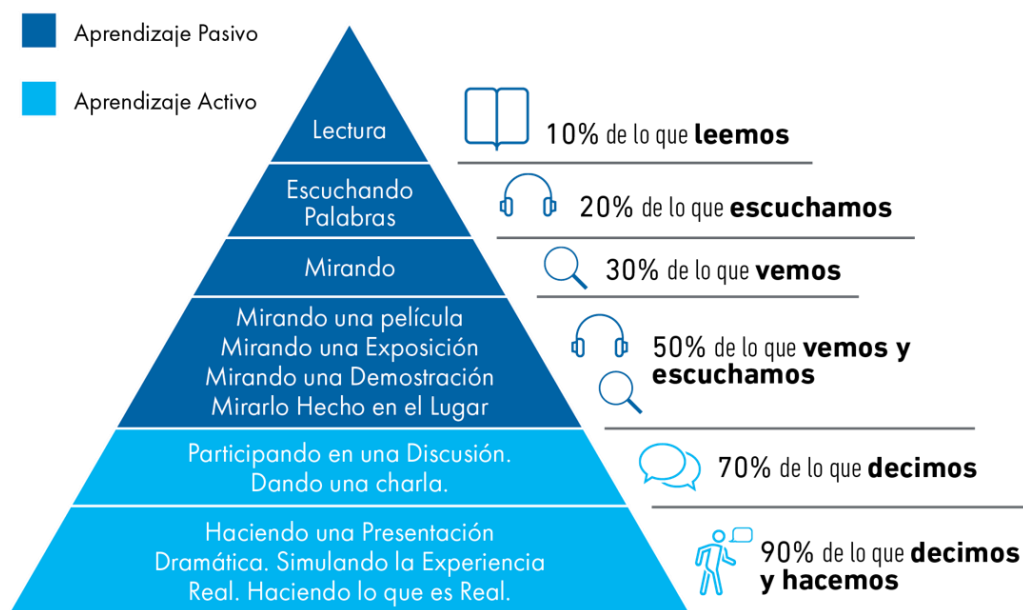 Aprendizaje Pasivo
Aprendizaje Activo
Lectura
10% de lo que leemos
Escuchando
Palabras
20% de lo que escuchamos
Mirando
30% de lo que vemos
Mirando una película
Mirando una Exposición
Mirando una Demostración
Mirarlo Hecho en el Lugar
50% de lo que vemos y
escuchamos
Participando en una Discusión.
Dando una charla.
70% de lo que decimos
Haciendo una Presentación
Dramática. Simulando la Experiencia
Real. Haciendo lo que es Real.
90% de lo que decimos
y hacemos